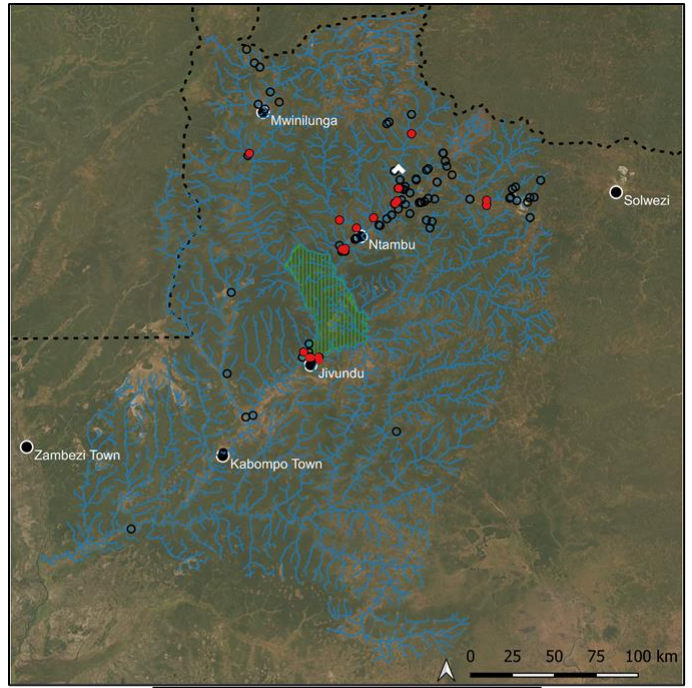 Mwinilunga
Solwezi
Ntambu
Jivundu
Zambezi Town
Kabompo Town
0 25 50 75 100 km